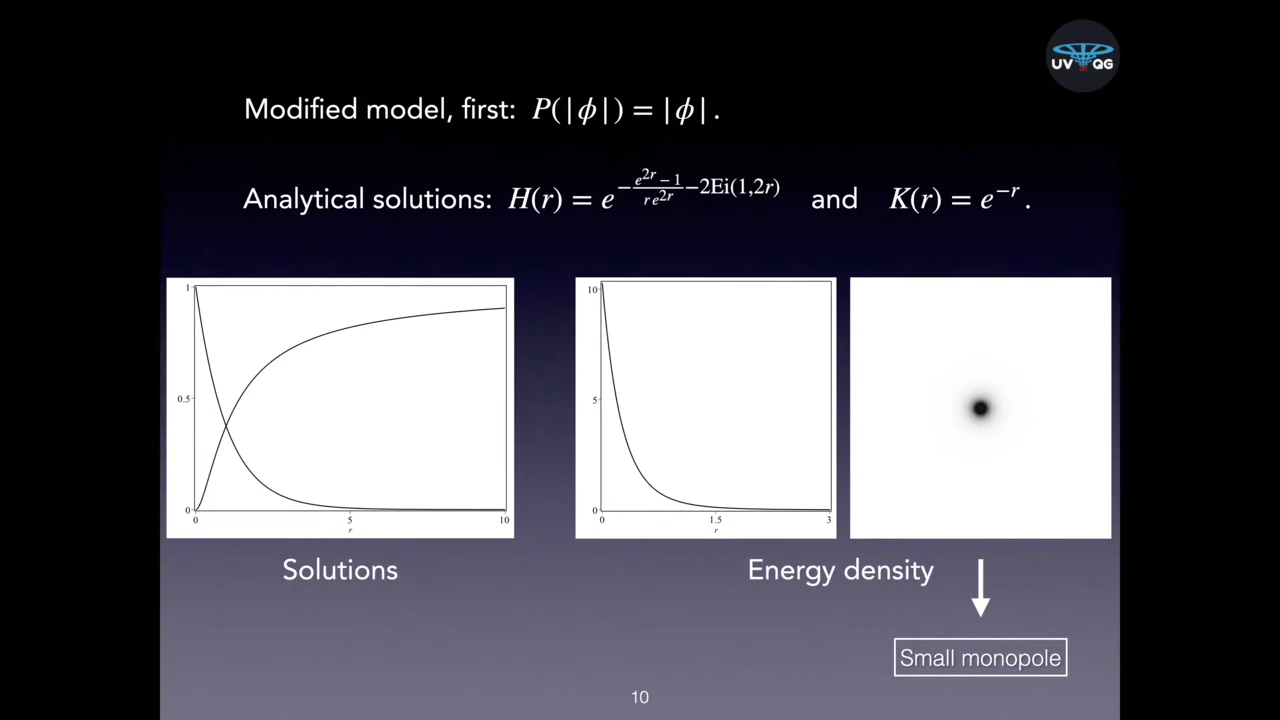 UV QG
Modified model, first: P(|ϕ|) = |ϕ|.
Analytical solutions: H(r) = e^{−\frac{e^{2r}−1}{r e^{2r}}−2Ei(1,2r)} and K(r) = e^{−r}.
1
0.5
0
0 5 10
r
10
5
0
0 1.5 3
r
Solutions
Energy density
Small monopole
10